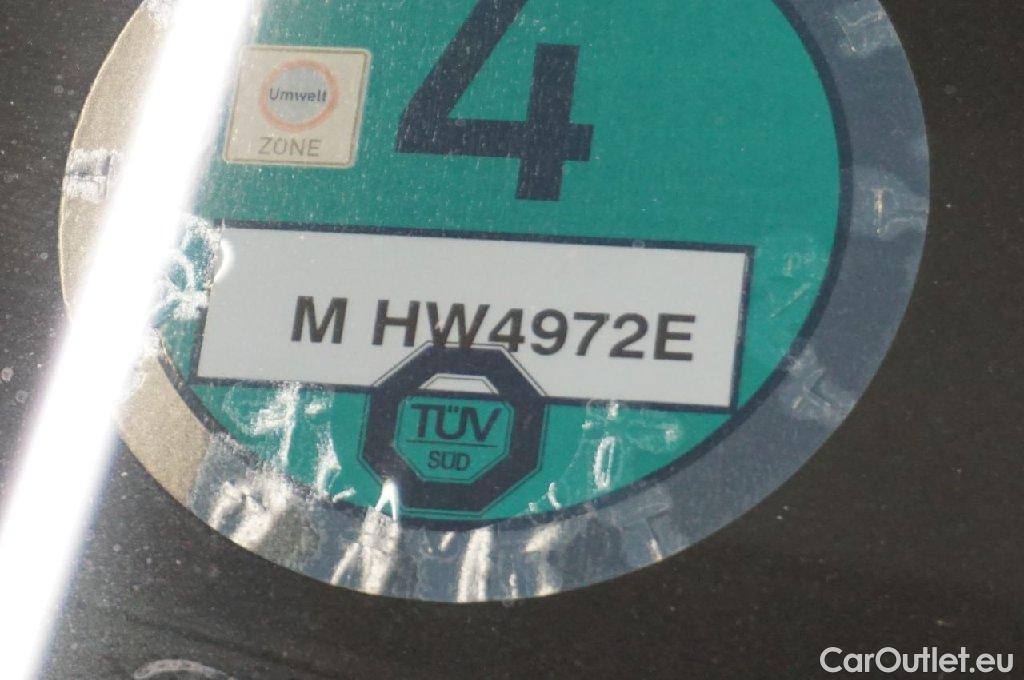 4
Umwelt
ZONE
M HW4972E
TÜV
SÜD
CarOutlet.eu